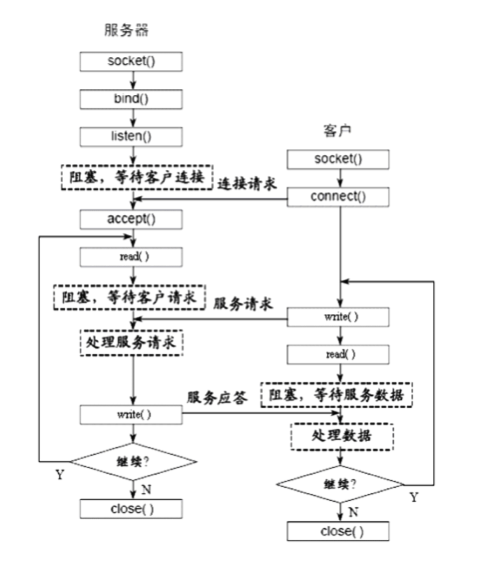 服务器
socket()
bind()
listen()
阻塞，等待客户连接
accept()
read()
阻塞，等待客户请求
处理服务请求
write()
继续?
Y
N
close( )
连接请求
服务请求
服务应答
客户
socket()
connect()
write( )
read()
阻塞，等待服务数据
处理数据
继续?
Y
N
close( )